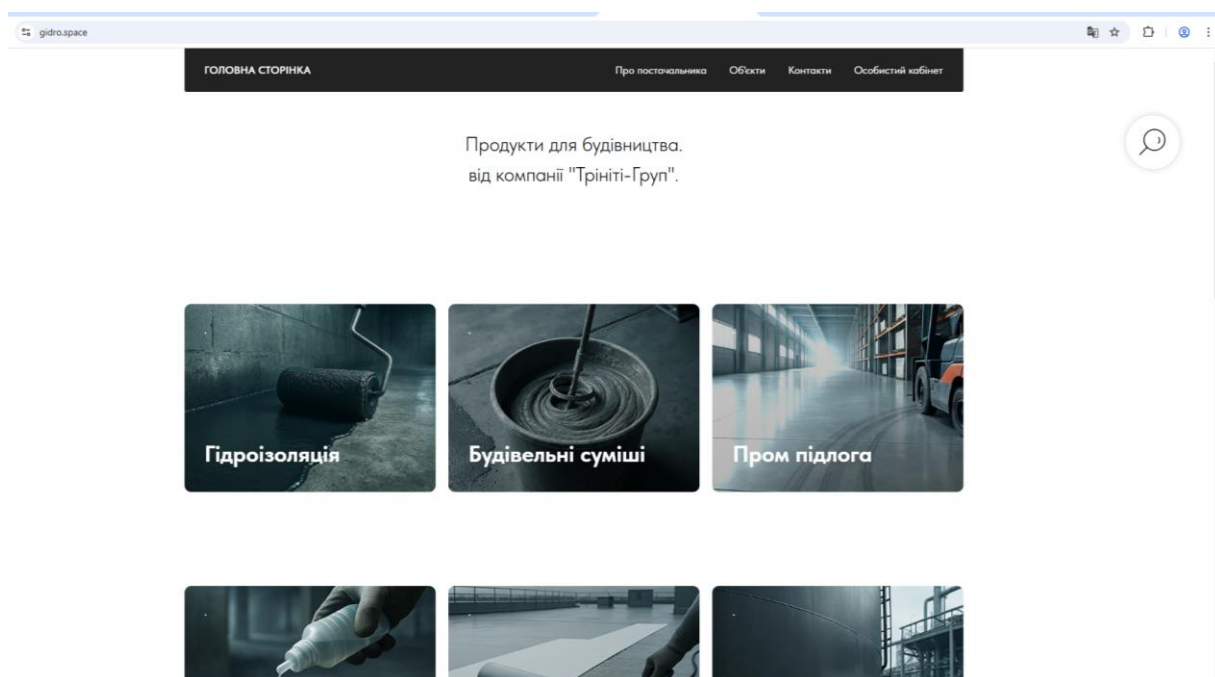 gidro.space
ГОЛОВНА СТОРІНКА
Про постачальника Об'єкти Контакти Особистий кабінет
Продукти для будівництва.
від компанії "Трініті-Груп".
Гідроізоляція
Будівельні суміші
Пром підлога